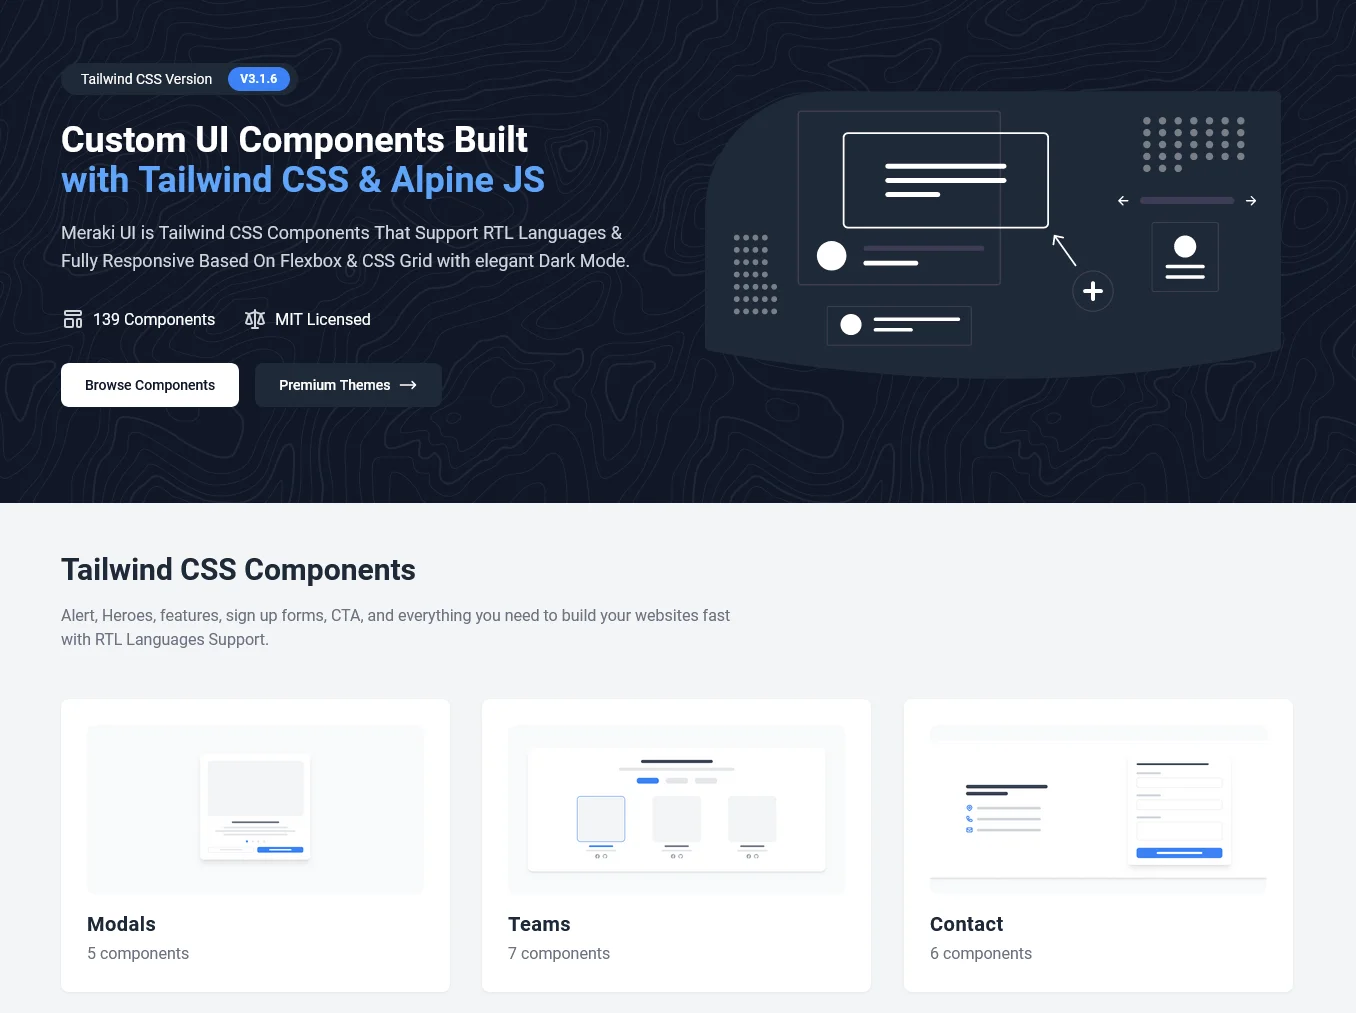 Tailwind CSS Version V3.1.6
Custom UI Components Built
with Tailwind CSS & Alpine JS
Meraki UI is Tailwind CSS Components That Support RTL Languages &
Fully Responsive Based On Flexbox & CSS Grid with elegant Dark Mode.
139 Components MIT Licensed
Browse Components Premium Themes
Tailwind CSS Components
Alert, Heroes, features, sign up forms, CTA, and everything you need to build your websites fast
with RTL Languages Support.
Modals
5 components
Teams
7 components
Contact
6 components